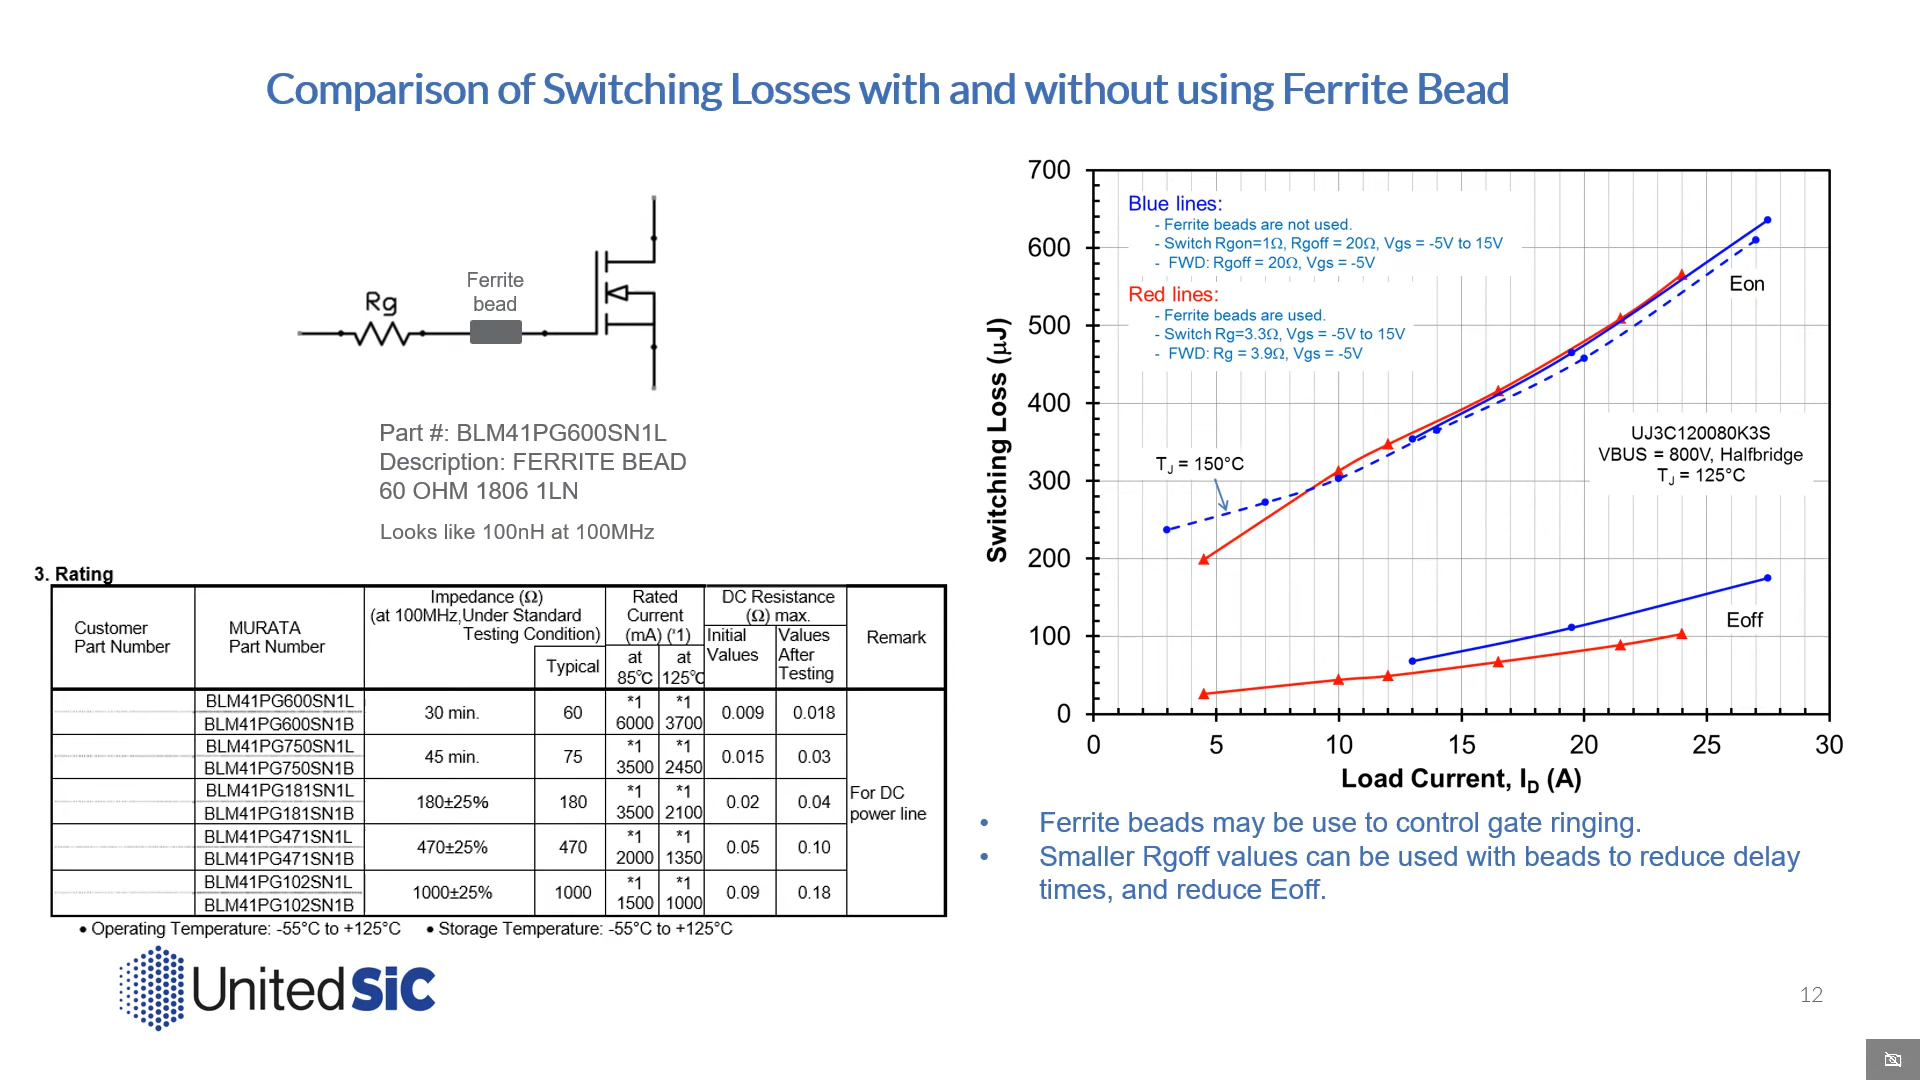 Comparison of Switching Losses with and without using Ferrite Bead
Rg
Ferrite
bead
Part #: BLM41PG600SN1L
Description: FERRITE BEAD
60 OHM 1806 1LN
Looks like 100nH at 100MHz
3. Rating
Customer
Part Number
MURATA
Part Number
Impedance (Ω)
(at 100MHz,Under Standard
Testing Condition)
Typical
Rated
Current
(mA) (*1)
at
85℃
at
125℃
DC Resistance
(Ω) max.
Initial
Values
Values
After
Testing
Remark
BLM41PG600SN1L
BLM41PG600SN1B
30 min.
60
*1
6000
*1
3700
0.009
0.018
BLM41PG750SN1L
BLM41PG750SN1B
45 min.
75
*1
3500
*1
2450
0.015
0.03
BLM41PG181SN1L
BLM41PG181SN1B
180±25%
180
*1
3500
*1
2100
0.02
0.04
BLM41PG471SN1L
BLM41PG471SN1B
470±25%
470
*1
2000
*1
1350
0.05
0.10
BLM41PG102SN1L
BLM41PG102SN1B
1000±25%
1000
*1
1500
*1
1000
0.09
0.18
For DC
power line
• Operating Temperature: -55°C to +125°C
• Storage Temperature: -55°C to +125°C
Switching Loss (μJ)
700
600
500
400
300
200
100
0
Blue lines:
- Ferrite beads are not used.
- Switch Rgon=1Ω, Rgoff = 20Ω, Vgs = -5V to 15V
- FWD: Rgoff = 20Ω, Vgs = -5V
Red lines:
- Ferrite beads are used.
- Switch Rg=3.3Ω, Vgs = -5V to 15V
- FWD: Rg = 3.9Ω, Vgs = -5V
Eon
TJ = 150°C
UJ3C120080K3S
VBUS = 800V, Halfbridge
TJ = 125°C
Eoff
0
5
10
15
20
25
30
Load Current, ID (A)
• Ferrite beads may be use to control gate ringing.
• Smaller Rgoff values can be used with beads to reduce delay
times, and reduce Eoff.
United SiC
12